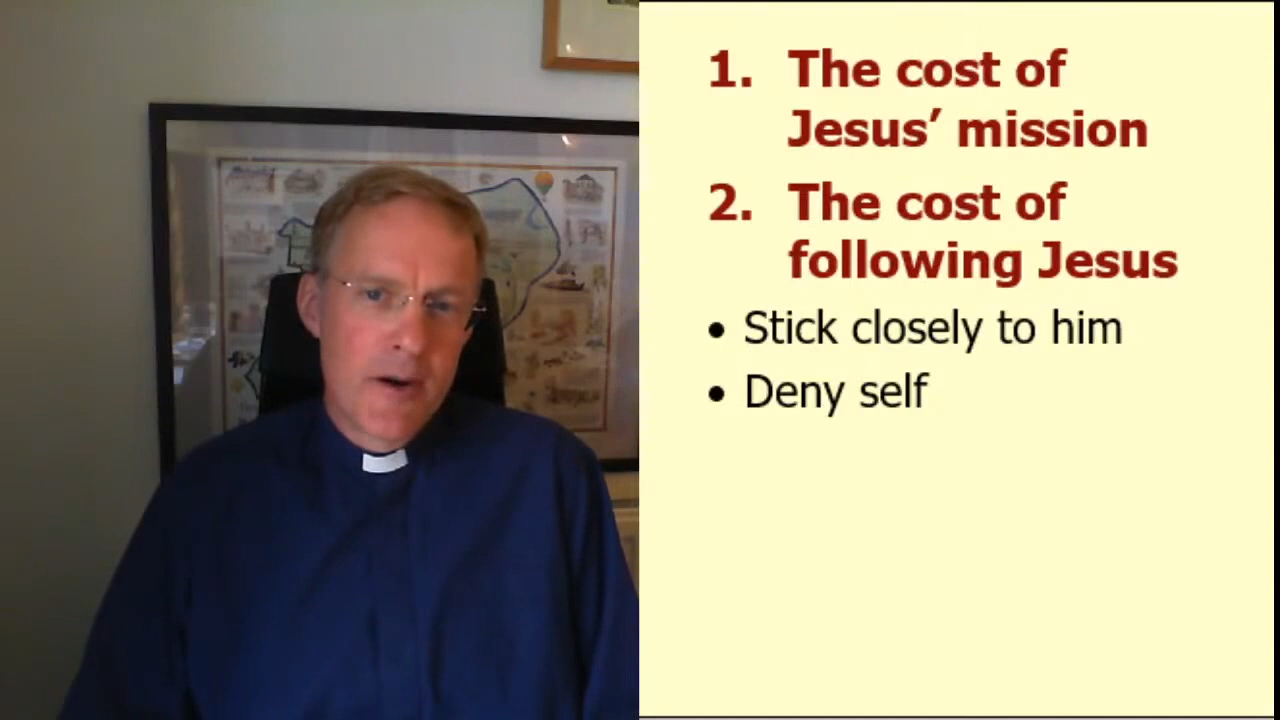 1. The cost of
Jesus’ mission
2. The cost of
following Jesus
• Stick closely to him
• Deny self